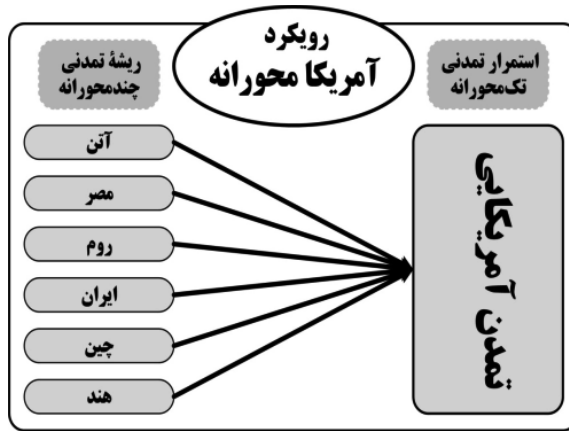 رویکرد
آمریکا محورانه
استمرار تمدنی
تک‌محورانه
ریشهٔ تمدنی
چندمحورانه
آتن
مصر
روم
ایران
چین
هند
تمدن آمریکایی